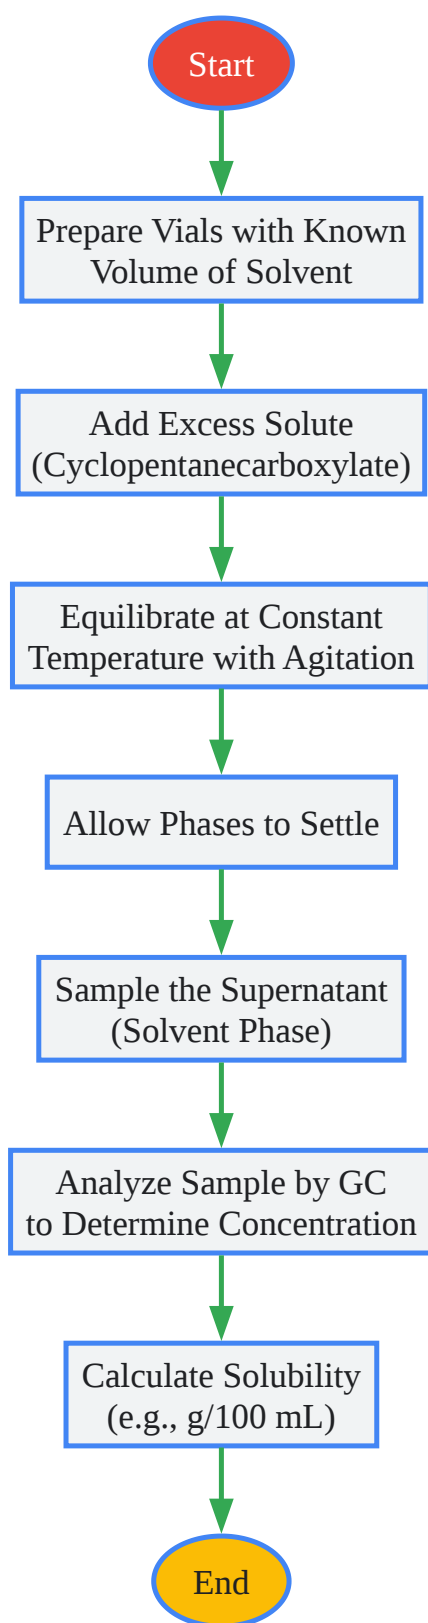 Start
Prepare Vials with Known
Volume of Solvent
Add Excess Solute
(Cyclopentanecarboxylate)
Equilibrate at Constant
Temperature with Agitation
Allow Phases to Settle
Sample the Supernatant
(Solvent Phase)
Analyze Sample by GC
to Determine Concentration
Calculate Solubility
(e.g., g/100 mL)
End